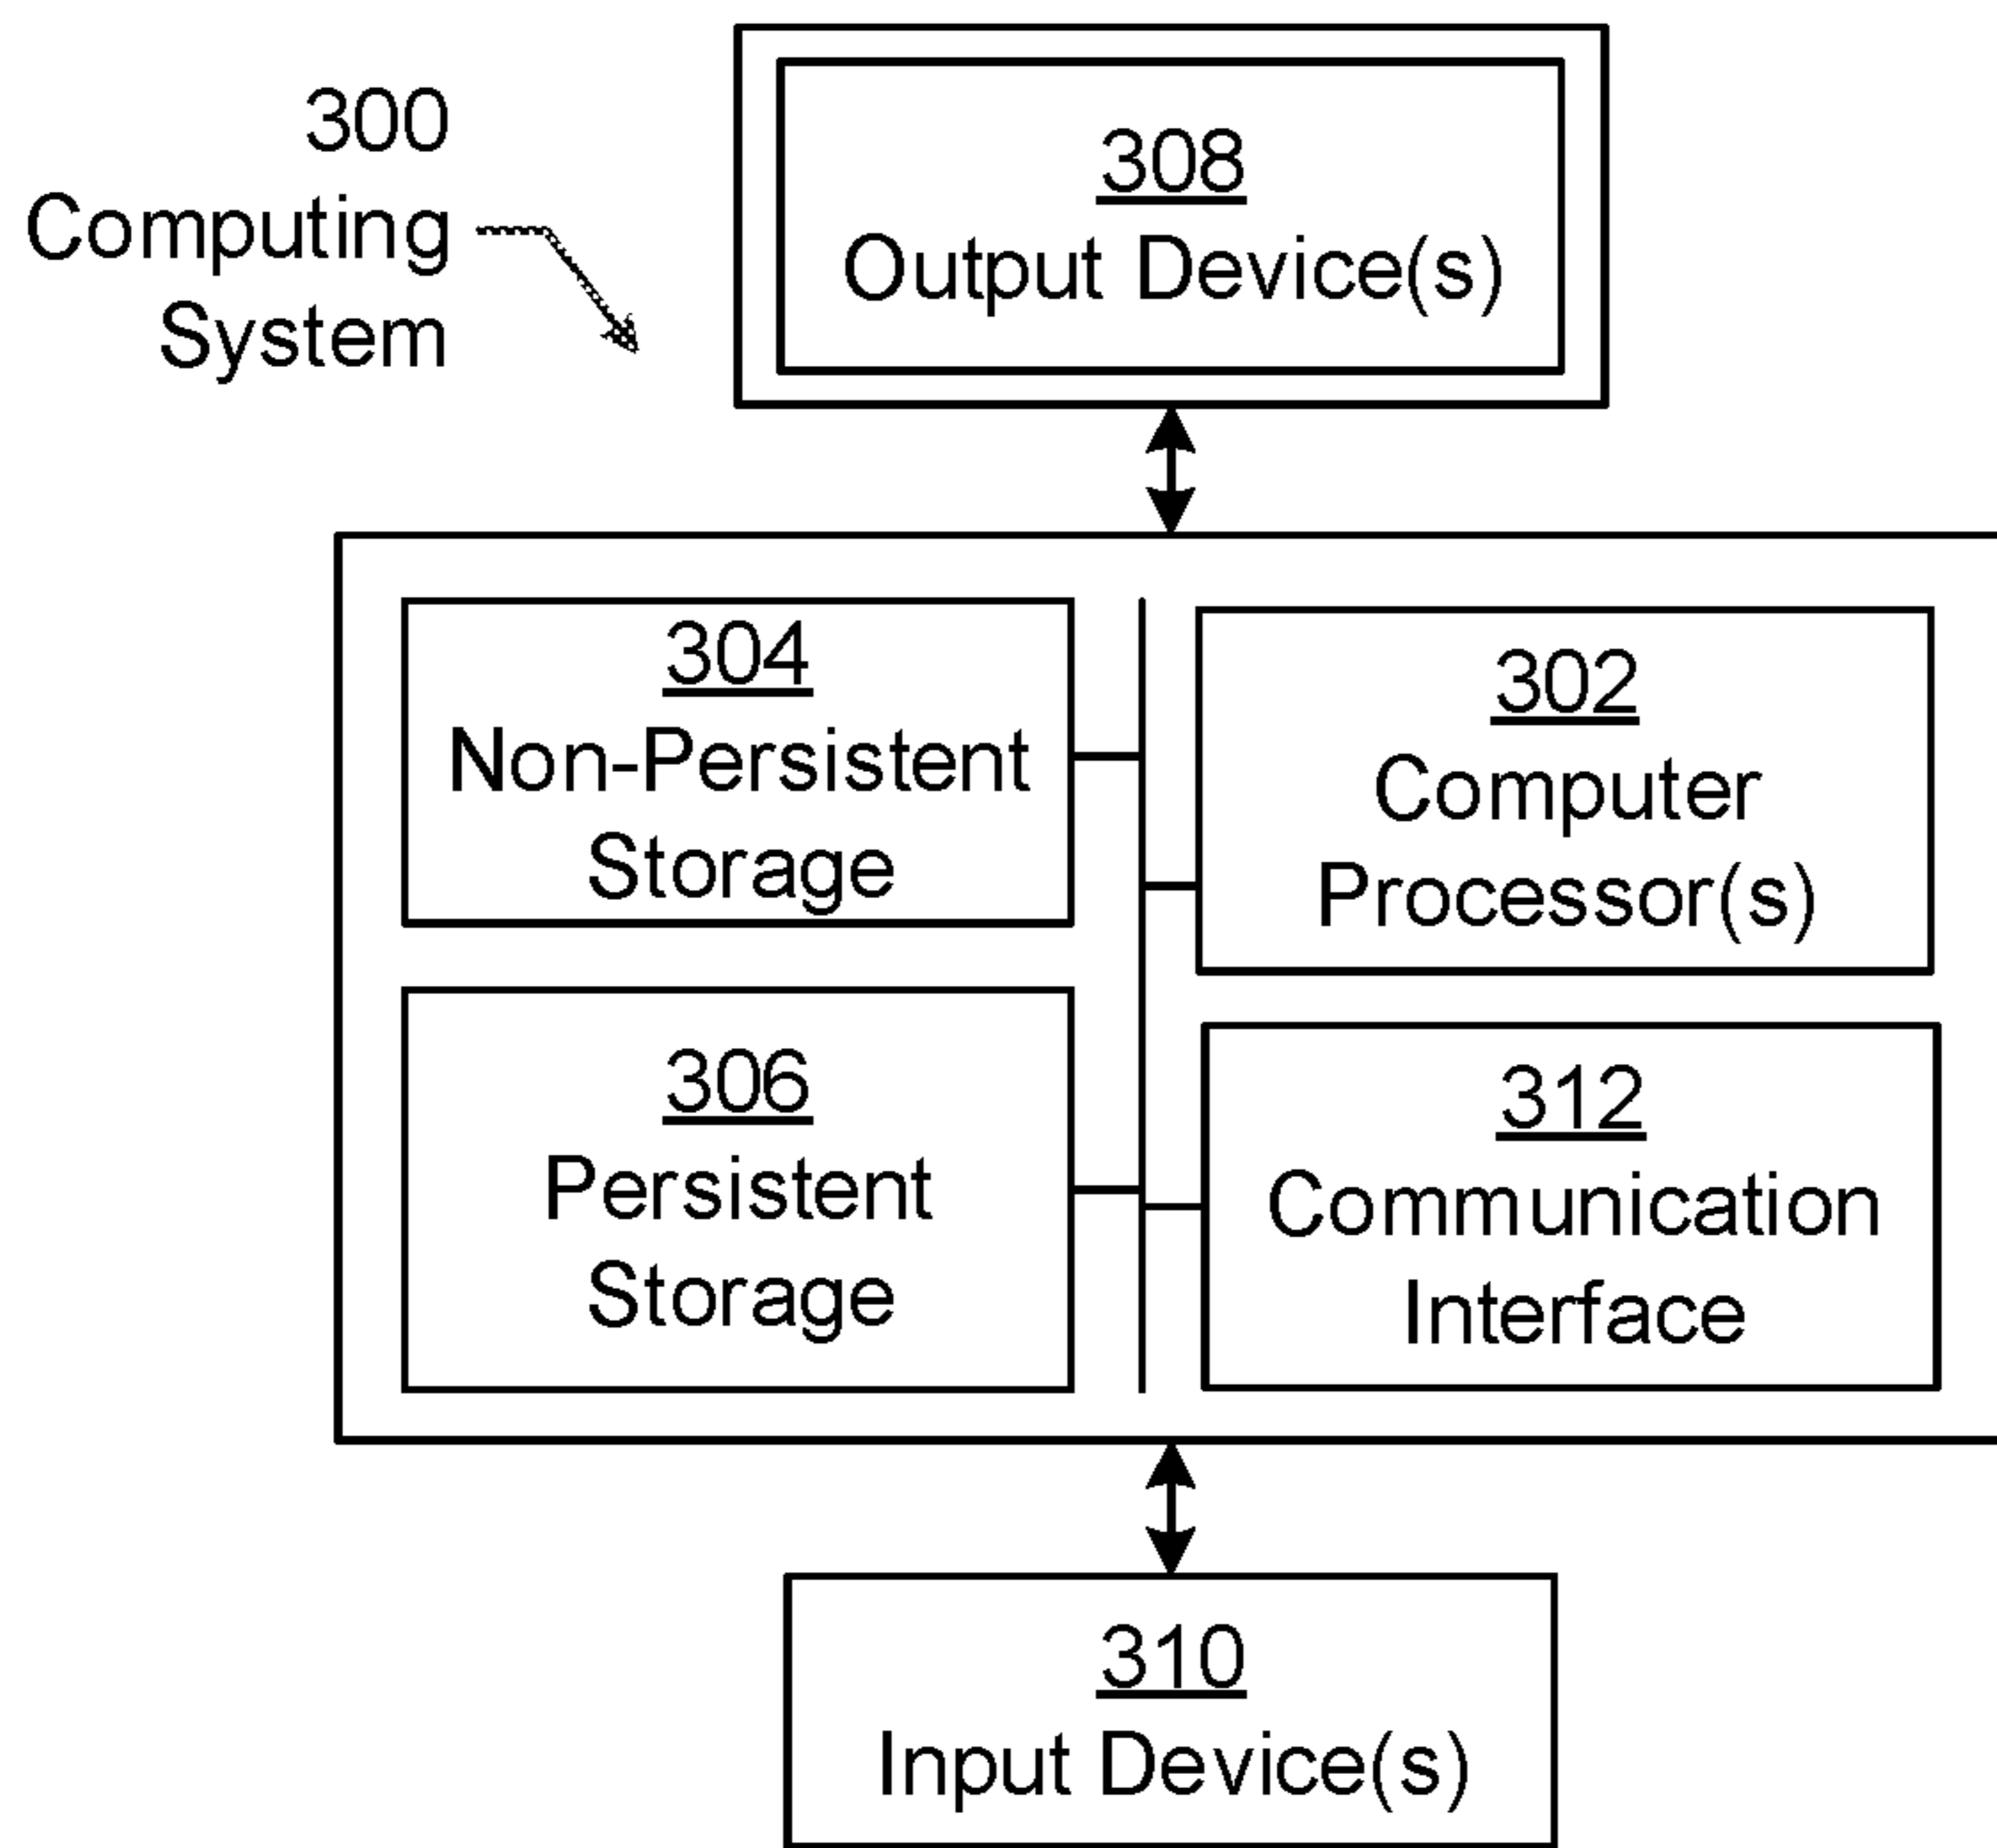 300
Computing
System
308
Output Device(s)
304
Non-Persistent
Storage
302
Computer
Processor(s)
306
Persistent
Storage
312
Communication
Interface
310
Input Device(s)